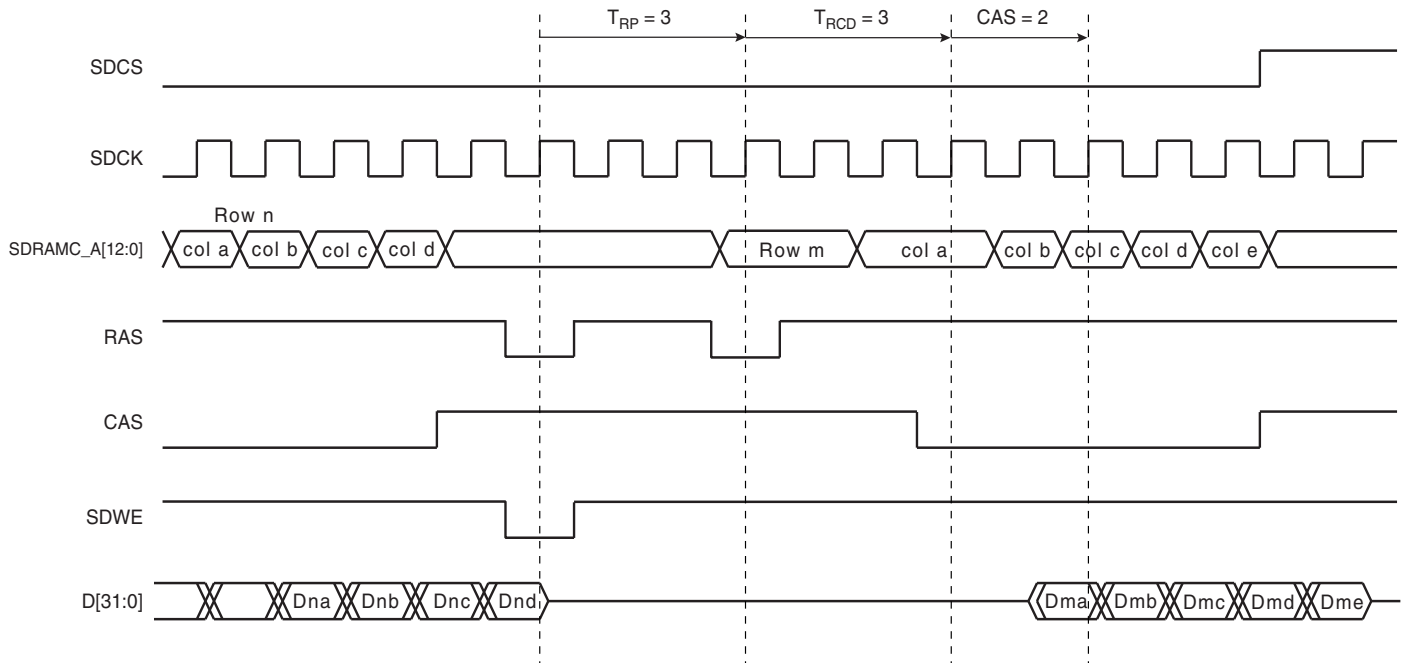 T_RP = 3 T_RCD = 3 CAS = 2
SDCS
SDCK
Row n
SDRAMC_A[12:0] col a col b col c col d Row m col a col b col c col d col e
RAS
CAS
SDWE
D[31:0] Dna Dnb Dnc Dnd Dma Dmb Dmc Dmd Dme